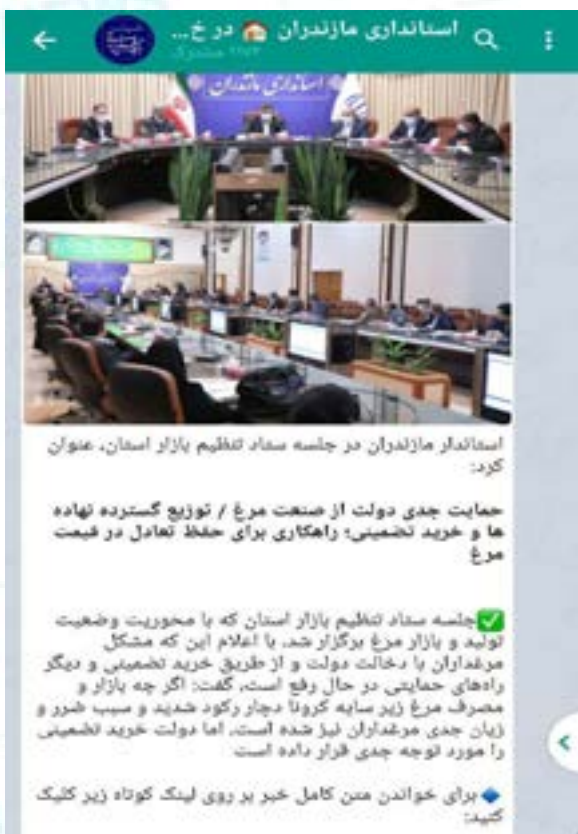 استانداری مازندران 🏠 در خ...
مشترک
استانداری مازندران
استاندار مازندران در جلسه ستاد تنظیم بازار استان، عنوان
کرد:
حمایت جدی دولت از صنعت مرغ / توزیع گسترده نهاده
ها و خرید تضمینی؛ راهکاری برای حفظ تعادل در قیمت
مرغ
✅جلسه ستاد تنظیم بازار استان که با محوریت وضعیت
تولید و بازار مرغ برگزار شد، با اعلام این که مشکل
مرغداران با دخالت دولت و از طریق خرید تضمینی و دیگر
راه‌های حمایتی در حال رفع است، گفت: اگر چه بازار و
مصرف مرغ زیر سایه کرونا دچار رکود شدید و سبب ضرر و
زیان جدی مرغداران نیز شده است، اما دولت خرید تضمینی
را مورد توجه جدی قرار داده است
🔹برای خواندن متن کامل خبر بر روی لینک کوتاه زیر کلیک
کنید: